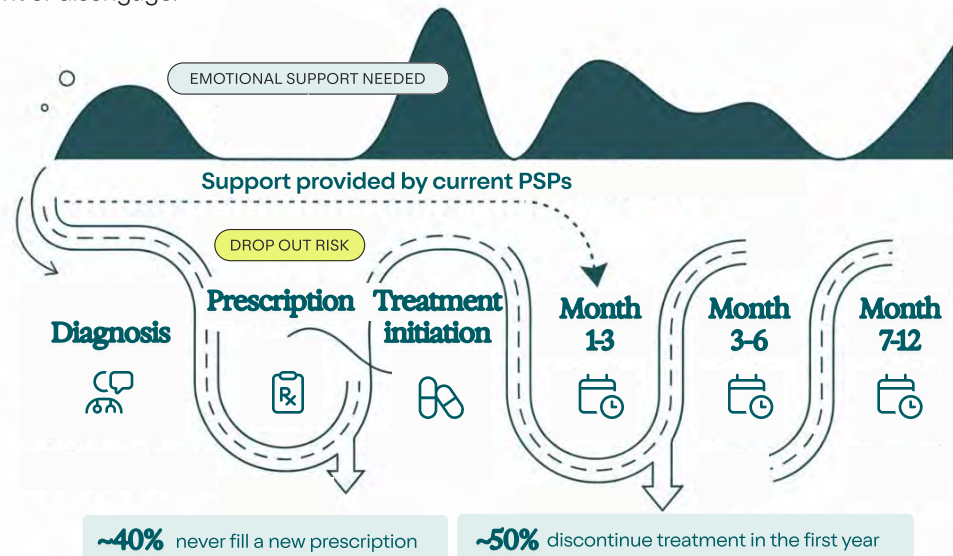 EMOTIONAL SUPPORT NEEDED
Support provided by current PSPs
DROP OUT RISK
Diagnosis
Prescription
Treatment
initiation
Month
1-3
Month
3-6
Month
7-12
Rx
~40% never fill a new prescription
~50% discontinue treatment in the first year